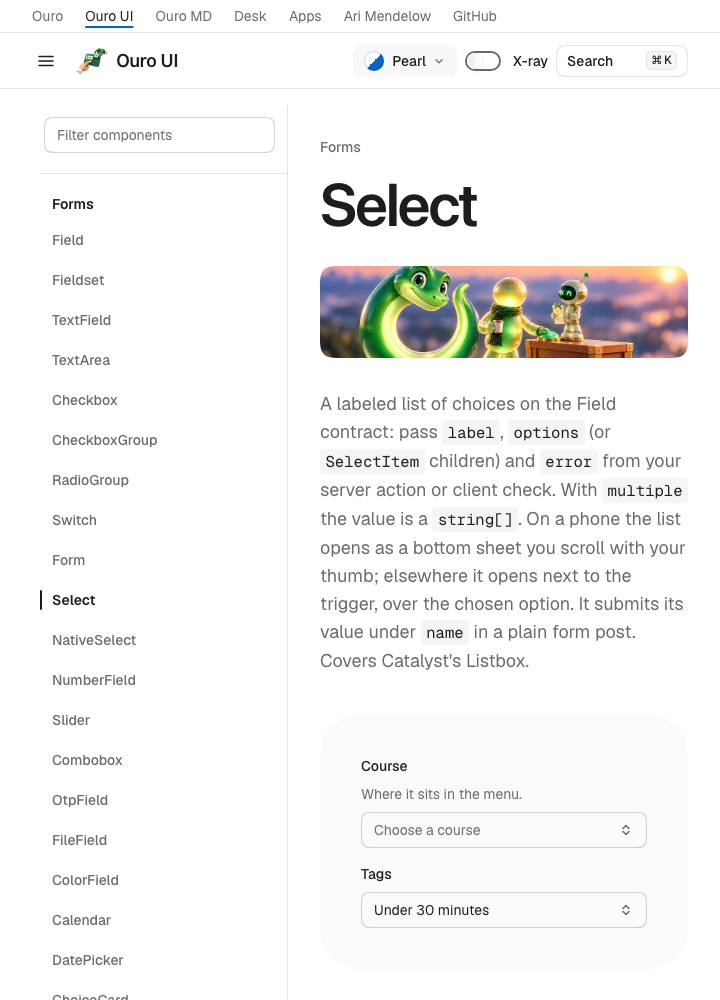 Ouro
Ouro UI
Ouro MD
Desk
Apps
Ari Mendelow
GitHub
Ouro UI
Pearl
X-ray
Search
⌘ K
Filter components
Forms
Field
Fieldset
TextField
TextArea
Checkbox
CheckboxGroup
RadioGroup
Switch
Form
Select
NativeSelect
NumberField
Slider
Combobox
OtpField
FileField
ColorField
Calendar
DatePicker
ChoiceCard
Forms
Select
A labeled list of choices on the Field
contract: pass label, options (or
SelectItem children) and error from your
server action or client check. With multiple
the value is a string[]. On a phone the list
opens as a bottom sheet you scroll with your
thumb; elsewhere it opens next to the
trigger, over the chosen option. It submits its
value under name in a plain form post.
Covers Catalyst's Listbox.
Course
Where it sits in the menu.
Choose a course
Tags
Under 30 minutes